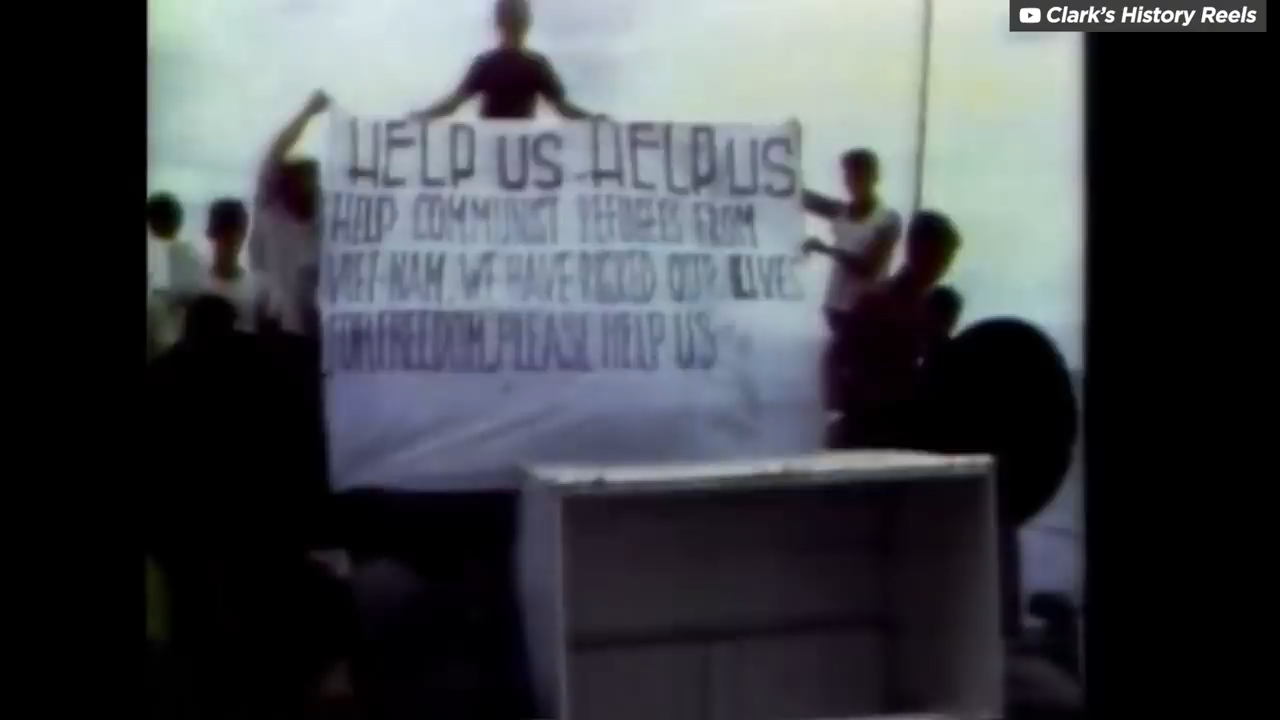 Clark's History Reels
HELP US HELP US
HELP COMMUNIST REFUGEES FROM
VIET-NAM, WE HAVE RICKED OUR LIVES
FOR FREEDOM, PLEASE HELP US